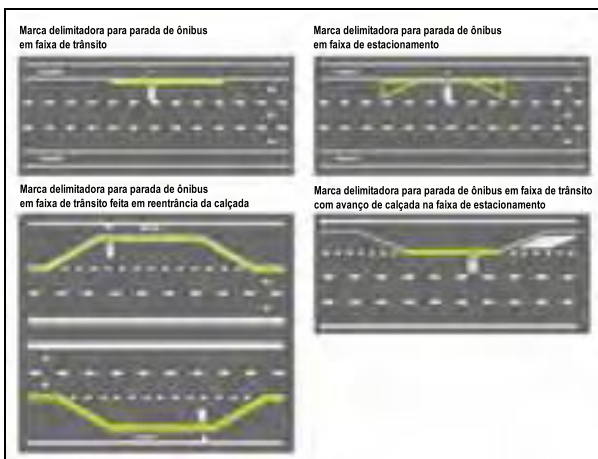 Marca delimitadora para parada de ônibus
em faixa de trânsito
Marca delimitadora para parada de ônibus
em faixa de estacionamento
Marca delimitadora para parada de ônibus
em faixa de trânsito feita em reentrância da calçada
Marca delimitadora para parada de ônibus em faixa de trânsito
com avanço de calçada na faixa de estacionamento